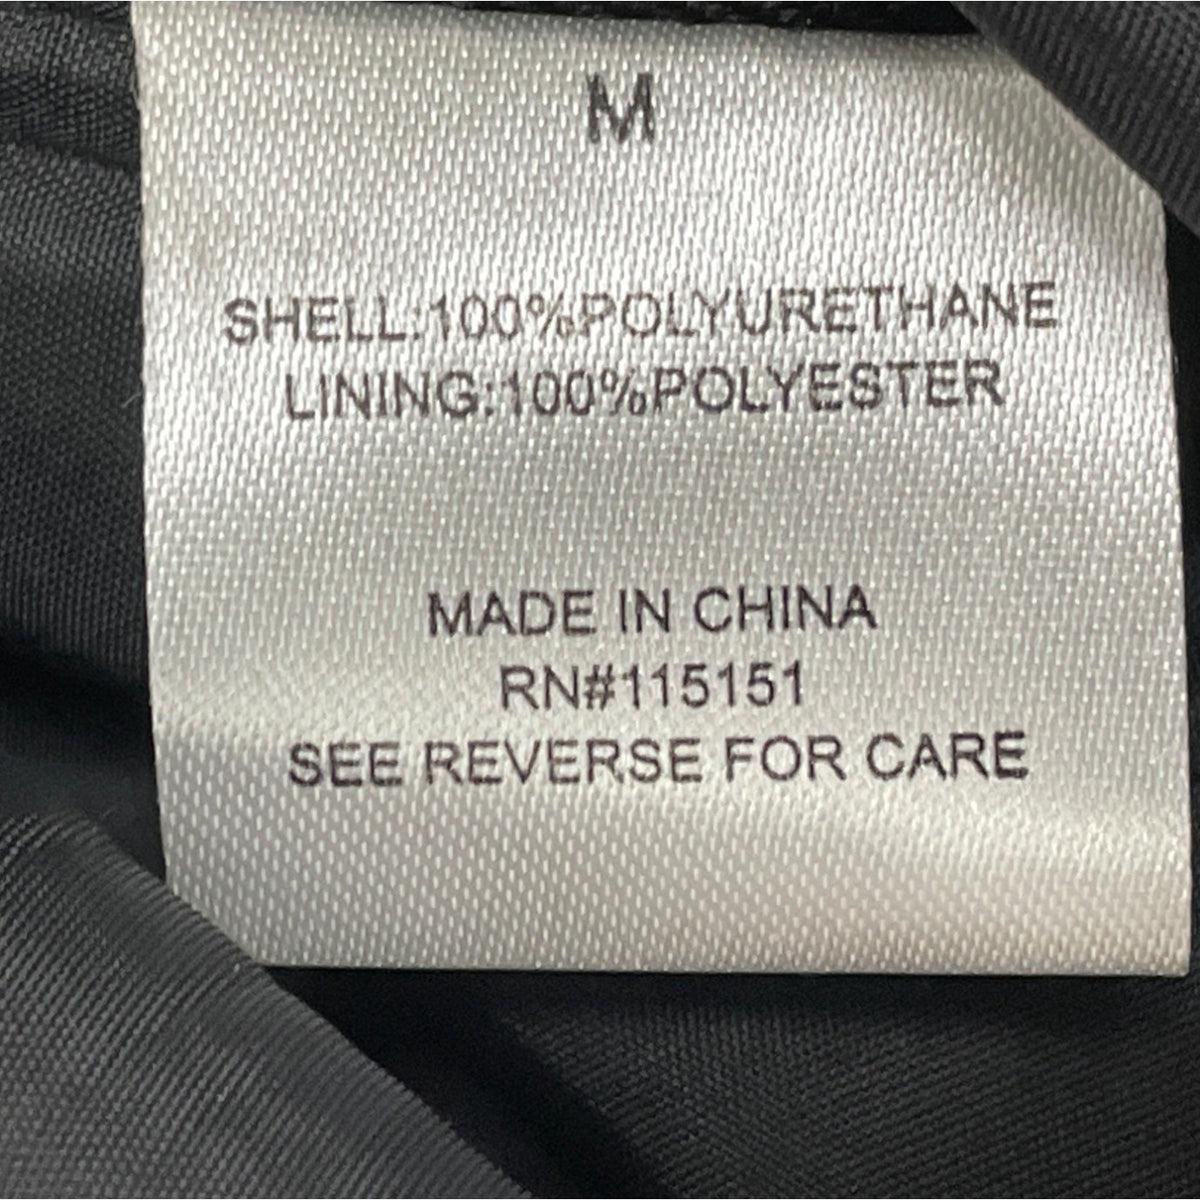 M
SHELL:100%POLYURETHANE
LINING:100%POLYESTER
MADE IN CHINA
RN#115151
SEE REVERSE FOR CARE